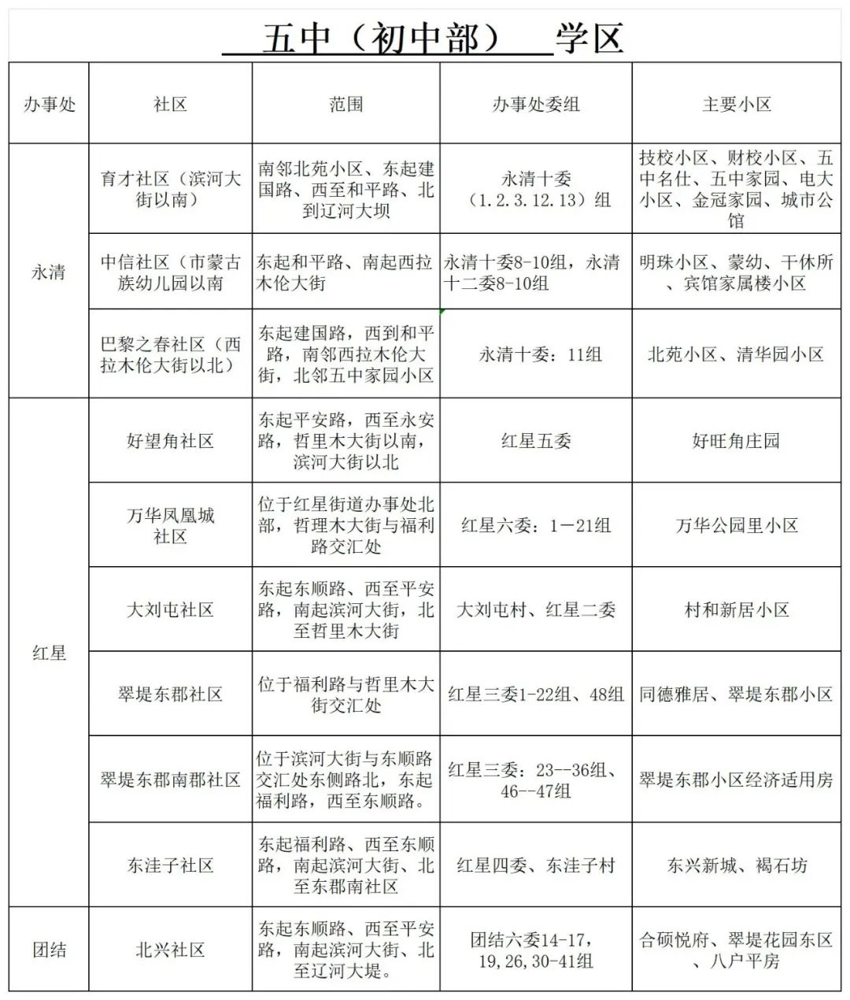 五中（初中部） 学区
办事处
社区
范围
办事处委组
主要小区
永清
育才社区（滨河大
街以南）
南邻北苑小区、东起建
国路、西至和平路、北
到辽河大坝
永清十委
（1.2.3.12.13）组
技校小区、财校小区、五
中名仕、五中家园、电大
小区、金冠家园、城市公
馆
中信社区（市蒙古
族幼儿园以南
东起和平路、南起西拉
木伦大街
永清十委8-10组，永清
十二委8-10组
明珠小区、蒙幼、干休所
、宾馆家属楼小区
巴黎之春社区（西
拉木伦大街以北）
东起建国路，西到和平
路，南邻西拉木伦大
街，北邻五中家园小区
永清十委：11组
北苑小区、清华园小区
红星
好望角社区
东起平安路，西至永安
路，哲里木大街以南，
滨河大街以北
红星五委
好旺角庄园
万华凤凰城
社区
位于红星街道办事处北
部，哲理木大街与福利
路交汇处
红星六委：1－21组
万华公园里小区
大刘屯社区
东起东顺路、西至平安
路，南起滨河大街，北
至哲里木大街
大刘屯村、红星二委
村和新居小区
翠堤东郡社区
位于福利路与哲里木大
街交汇处
红星三委1-22组、48组
同德雅居、翠堤东郡小区
翠堤东郡南郡社区
位于滨河大街与东顺路
交汇处东侧路北，东起
福利路，西至东顺路。
红星三委：23--36组、
46--47组
翠堤东郡小区经济适用房
东洼子社区
东起福利路、西至东顺
路，南起滨河大街、北
至东郡南社区
红星四委、东洼子村
东兴新城、褐石坊
团结
北兴社区
东起东顺路、西至平安
路，南起滨河大街、北
至辽河大堤。
团结六委14-17，
19,26,30-41组
合硕悦府、翠堤花园东区
、八户平房